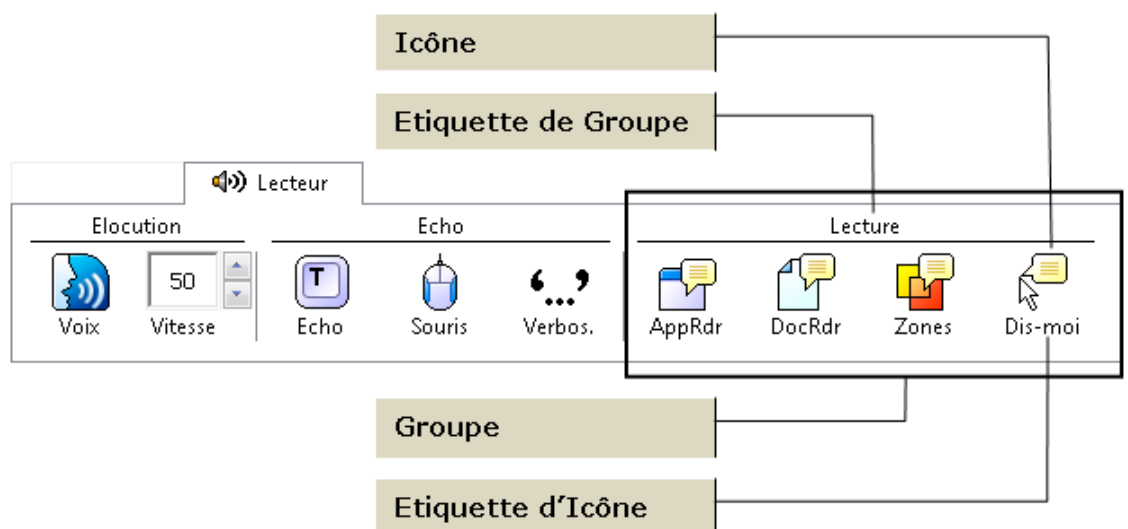 Icône
Etiquette de Groupe
Lecteur
Elocution Echo Lecture
50 T
Voix Vitesse Echo Souris Verbos. AppRdr DocRdr Zones Dis-moi
Groupe
Etiquette d'Icône